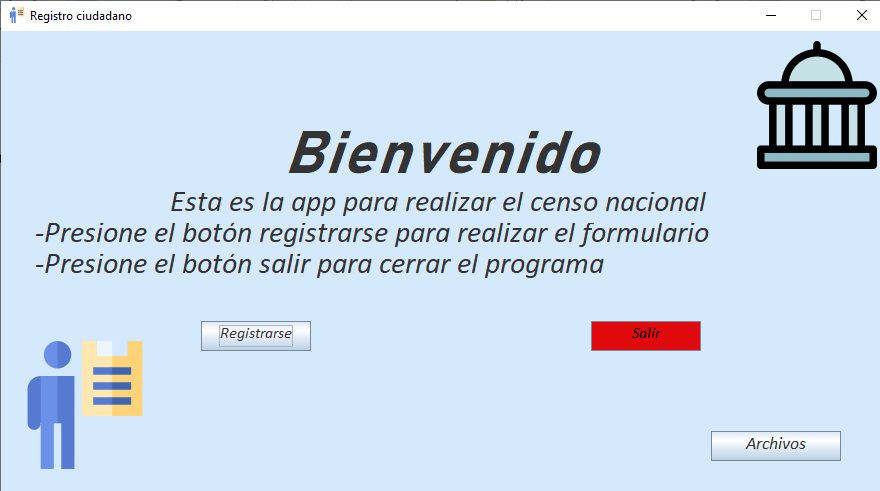 Registro ciudadano
Bienvenido
Esta es la app para realizar el censo nacional
-Presione el botón registrarse para realizar el formulario
-Presione el botón salir para cerrar el programa
Registrarse
Salir
Archivos